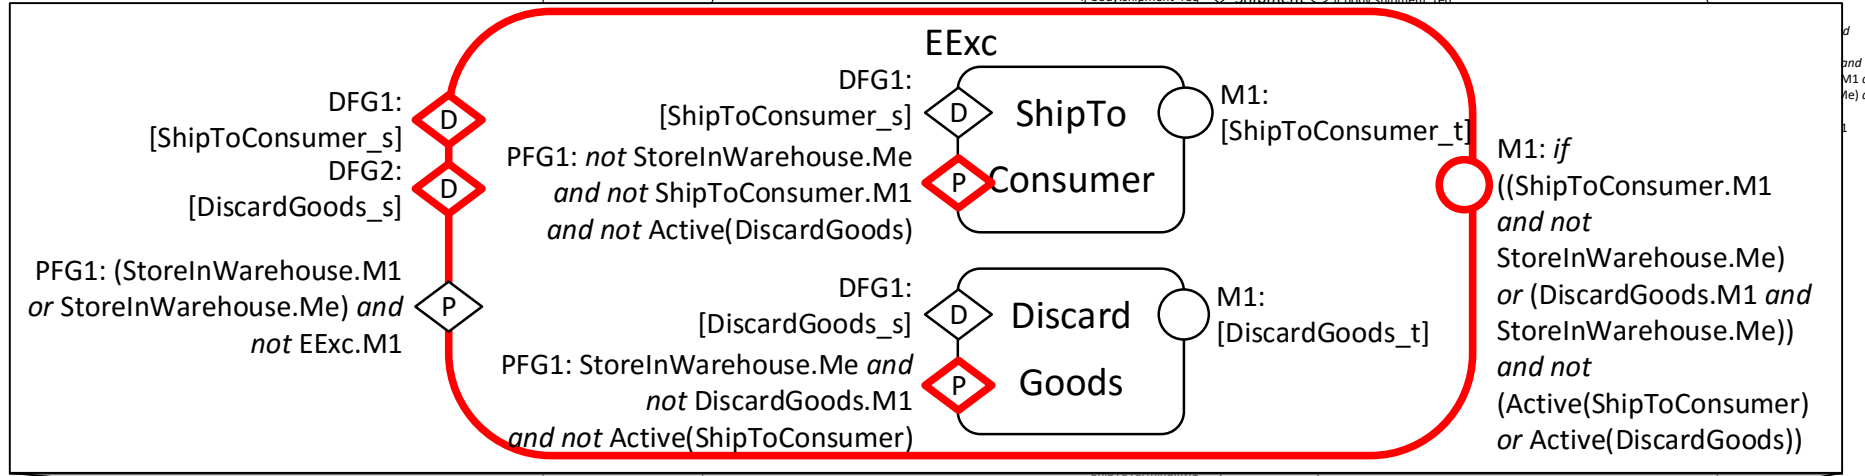 EExc
DFG1:
[ShipToConsumer_s]
DFG2:
[DiscardGoods_s]
PFG1: (StoreInWarehouse.M1
or StoreInWarehouse.Me) and
not EExc.M1
D
D
P
DFG1:
[ShipToConsumer_s]
PFG1: not StoreInWarehouse.Me
and not ShipToConsumer.M1
and not Active(DiscardGoods)
D
P
ShipTo
Consumer
M1:
[ShipToConsumer_t]
DFG1:
[DiscardGoods_s]
PFG1: StoreInWarehouse.Me and
not DiscardGoods.M1
and not Active(ShipToConsumer)
D
P
Discard
Goods
M1:
[DiscardGoods_t]
M1: if
((ShipToConsumer.M1
and not
StoreInWarehouse.Me)
or (DiscardGoods.M1 and
StoreInWarehouse.Me))
and not
(Active(ShipToConsumer)
or Active(DiscardGoods))
d
and
M1